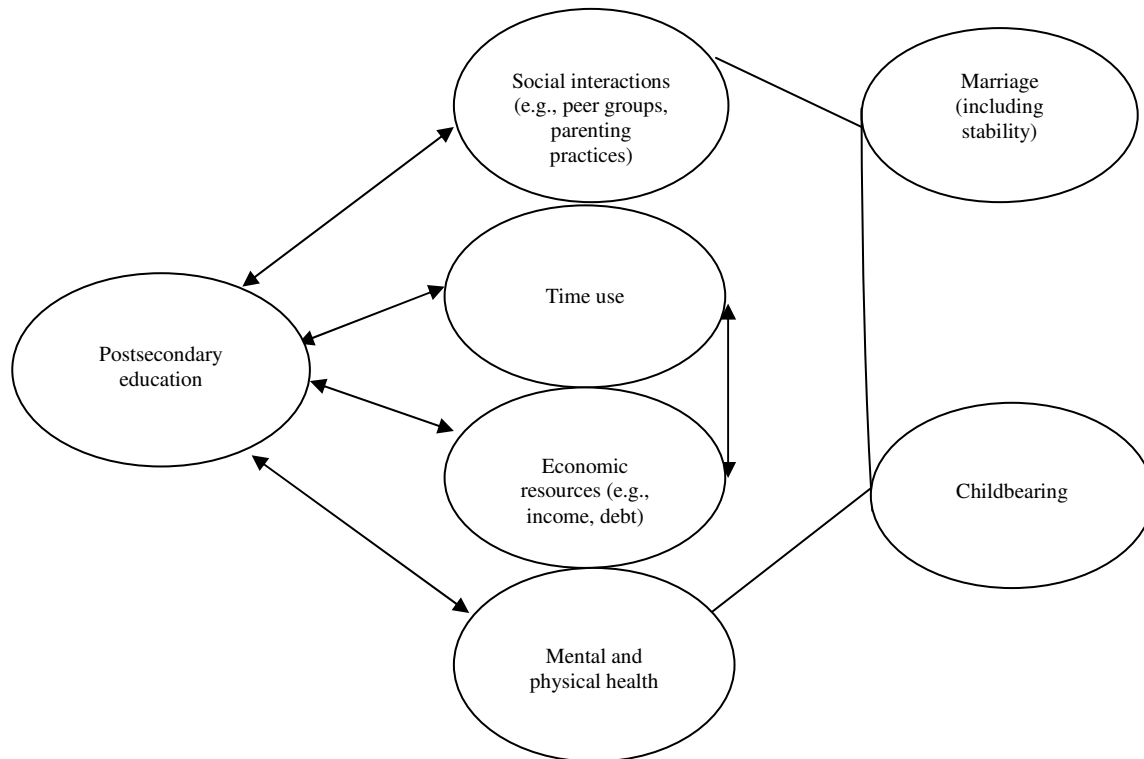 Social interactions
(e.g., peer groups,
parenting
practices)
Marriage
(including
stability)
Time use
Postsecondary
education
Economic
resources (e.g.,
income, debt)
Childbearing
Mental and
physical health